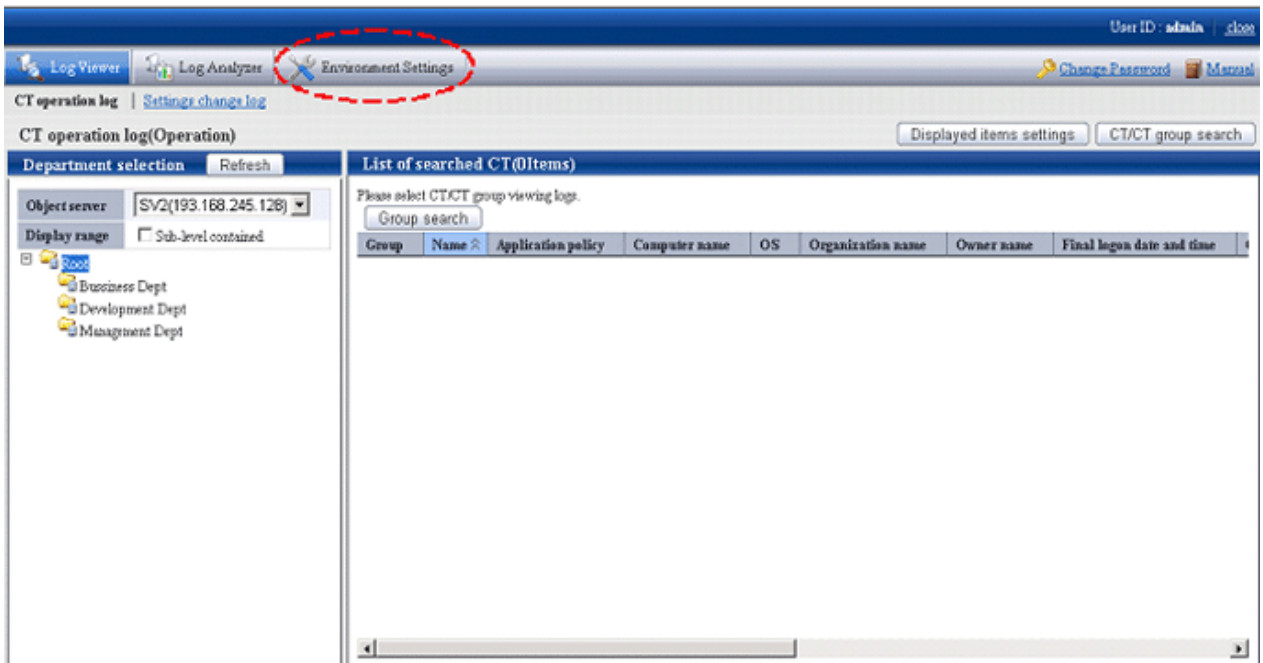 User ID : admin | close
Log Viewer Log Analyzer Environment Settings Change Password Manual
CT operation log | Settings change log
CT operation log(Operation) Displayed items settings CT/CT group search
Department selection Refresh List of searched CT(0Items)
Object server SV2(193.168.245.128)
Display range Sub-level contained
Root
Bussiness Dept
Development Dept
Management Dept
Please select CT/CT group viewing logs.
Group search
Group Name Application policy Computer name OS Organization name Owner name Final logon date and time